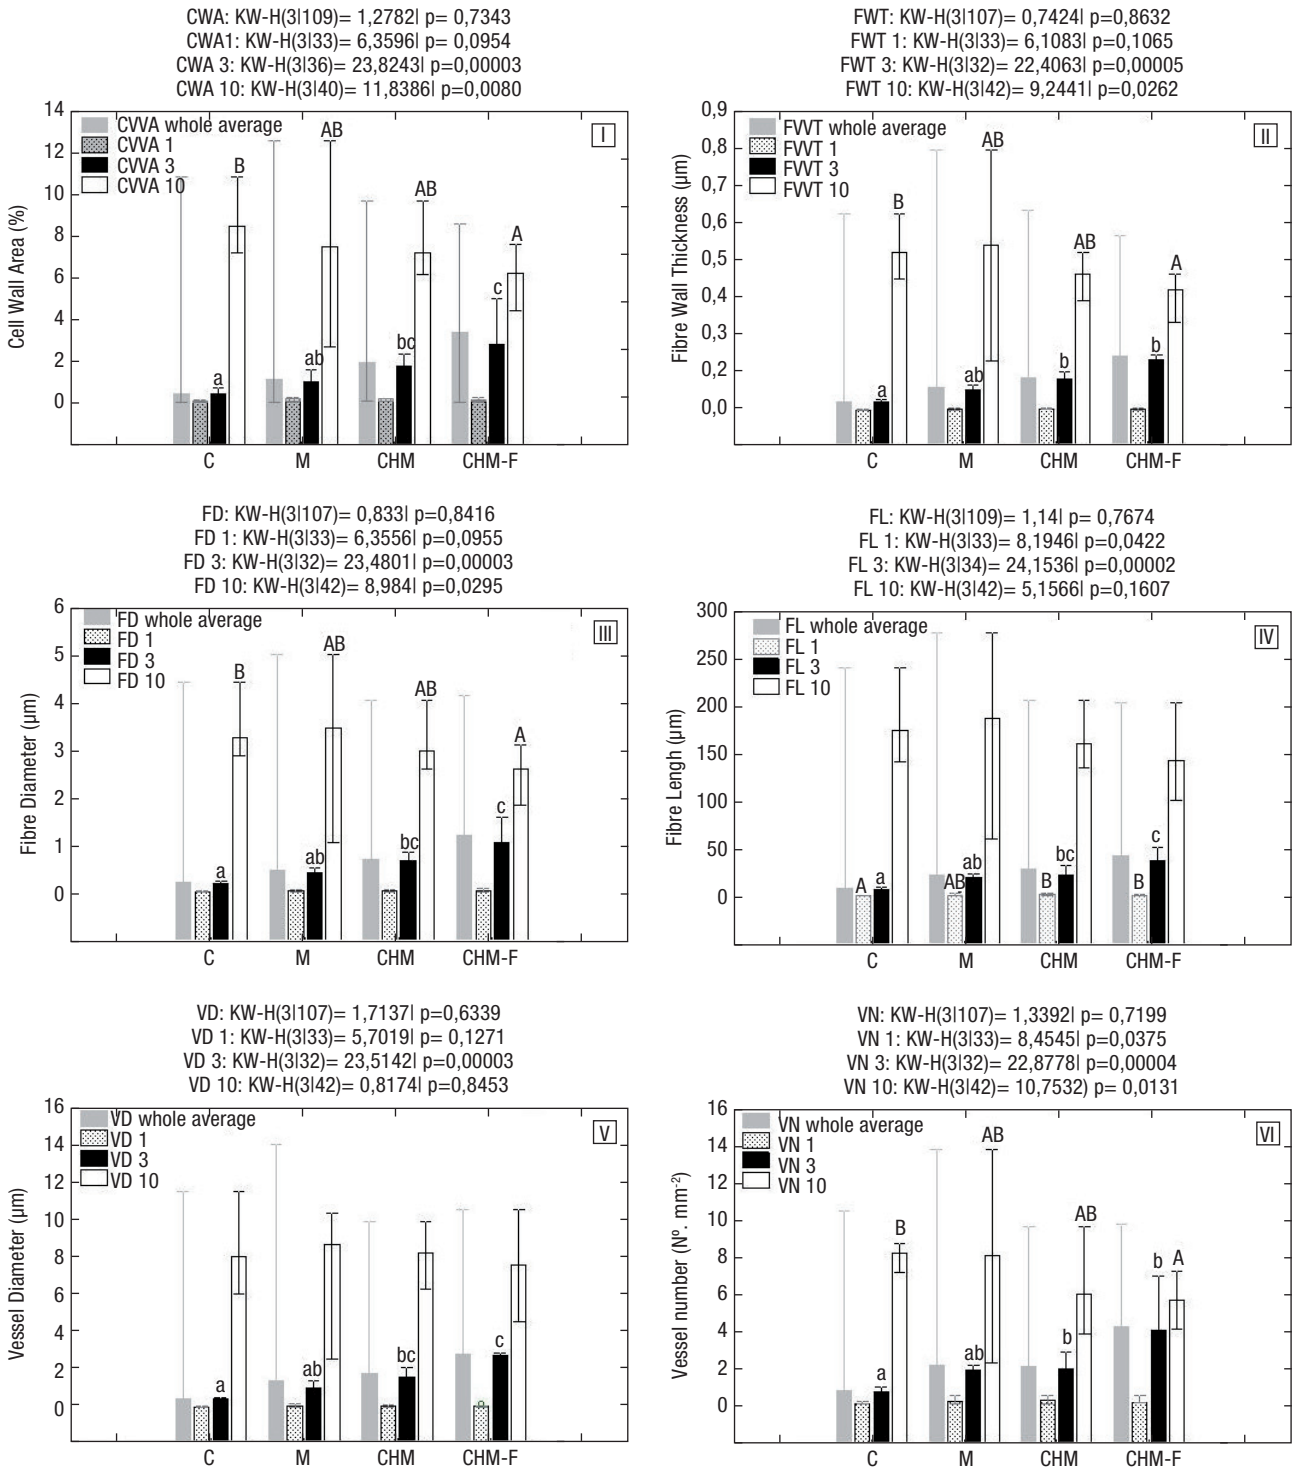 CWA: KW-H(3|109)= 1,2782| p= 0,7343
CWA1: KW-H(3|33)= 6,3596| p= 0,0954
CWA 3: KW-H(3|36)= 23,8243| p=0,00003
CWA 10: KW-H(3|40)= 11,8386| p=0,0080
14
12
10
8
6
4
2
0
Cell Wall Area (%)
CVVA whole average
CVVA 1
CVVA 3
CVVA 10
I
B
AB
AB
A
a
ab
bc
c
C
M
CHM
CHM-F
FWT: KW-H(3|107)= 0,7424| p=0,8632
FWT 1: KW-H(3|33)= 6,1083| p=0,1065
FWT 3: KW-H(3|32)= 22,4063| p=0,00005
FWT 10: KW-H(3|42)= 9,2441| p=0,0262
0,9
0,8
0,7
0,6
0,5
0,4
0,3
0,2
0,0
Fibre Wall Thickness (µm)
FVVT whole average
FVVT 1
FVVT 3
FVVT 10
II
B
AB
AB
A
a
ab
b
b
C
M
CHM
CHM-F
FD: KW-H(3|107)= 0,833| p=0,8416
FD 1: KW-H(3|33)= 6,3556| p=0,0955
FD 3: KW-H(3|32)= 23,4801| p=0,00003
FD 10: KW-H(3|42)= 8,984| p=0,0295
6
5
4
3
2
1
0
Fibre Diameter (µm)
FD whole average
FD 1
FD 3
FD 10
III
B
AB
AB
A
a
ab
bc
c
C
M
CHM
CHM-F
FL: KW-H(3|109)= 1,14| p= 0,7674
FL 1: KW-H(3|33)= 8,1946| p=0,0422
FL 3: KW-H(3|34)= 24,1536| p=0,00002
FL 10: KW-H(3|42)= 5,1566| p=0,1607
300
250
200
150
100
50
0
Fibre Lengh (µm)
FL whole average
FL 1
FL 3
FL 10
IV
A
a
AB
ab
B
bc
B
c
C
M
CHM
CHM-F
VD: KW-H(3|107)= 1,7137| p=0,6339
VD 1: KW-H(3|33)= 5,7019| p= 0,1271
VD 3: KW-H(3|32)= 23,5142| p=0,00003
VD 10: KW-H(3|42)= 0,8174| p=0,8453
16
14
12
10
8
6
4
2
0
Vessel Diameter (µm)
VD whole average
VD 1
VD 3
VD 10
V
a
ab
bc
c
C
M
CHM
CHM-F
VN: KW-H(3|107)= 1,3392| p= 0,7199
VN 1: KW-H(3|33)= 8,4545| p=0,0375
VN 3: KW-H(3|32)= 22,8778| p=0,00004
VN 10: KW-H(3|42)= 10,7532) p= 0,0131
16
14
12
10
8
6
4
2
0
Vessel number (Nº. mm⁻²)
VN whole average
VN 1
VN 3
VN 10
VI
B
AB
AB
A
a
ab
b
b
C
M
CHM
CHM-F